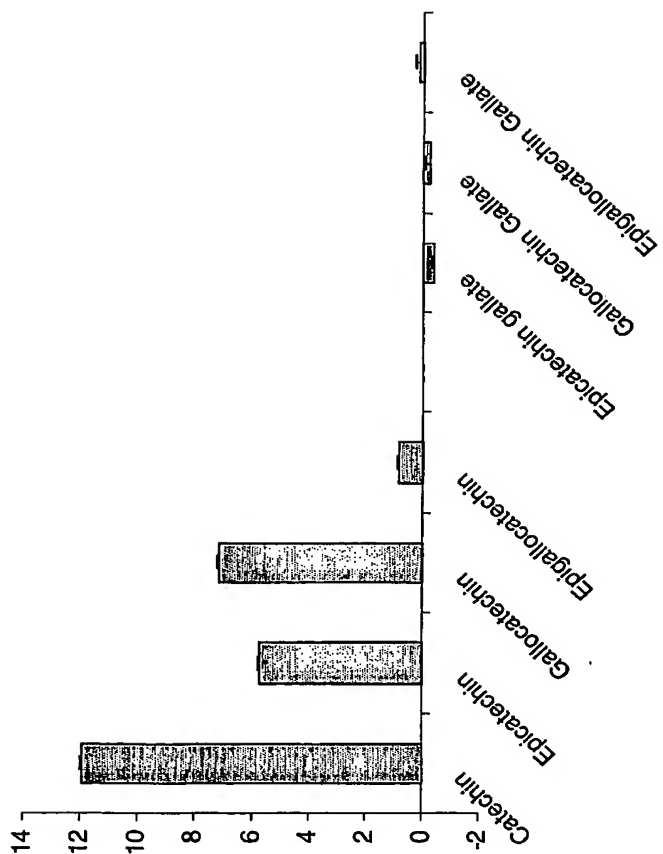 14
12
10
8
6
4
2
0
-2
Catechin
Epicatechin
Gallocatechin
Epigallocatechin
Epicatechin gallate
Gallocatechin Gallate
Epigallocatechin Gallate